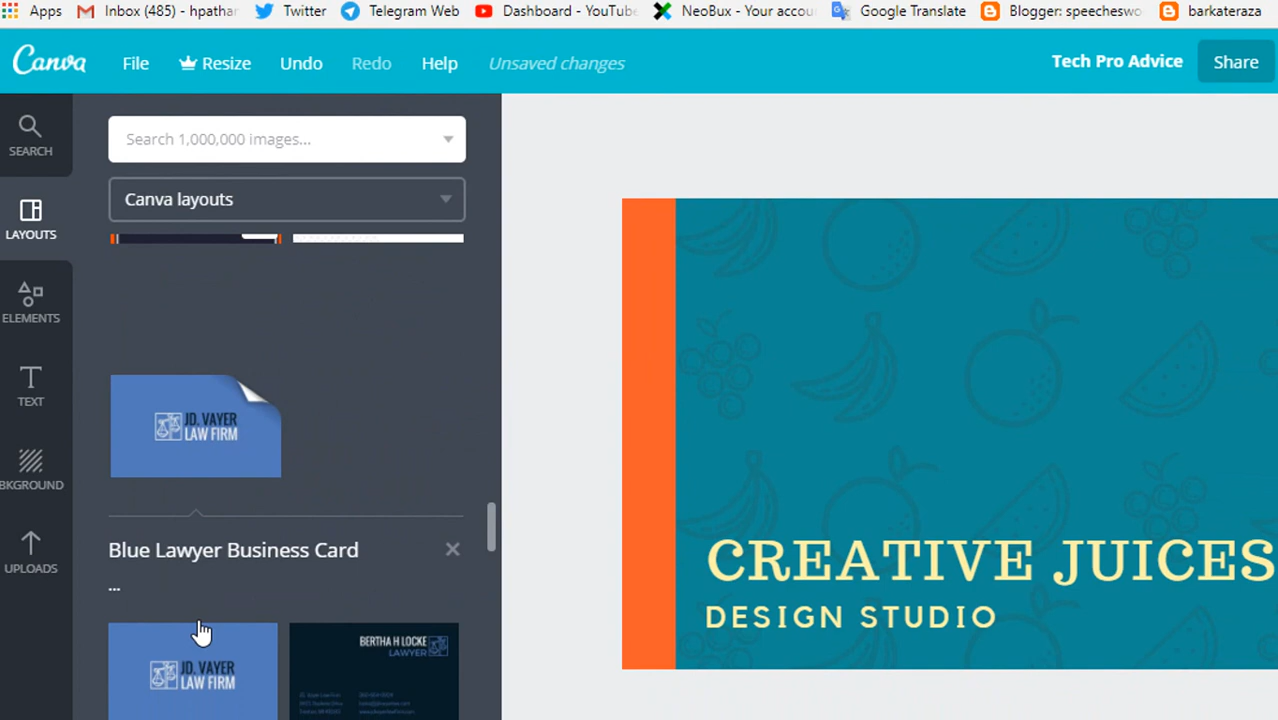 Apps Inbox (485) - hpathar Twitter Telegram Web Dashboard - YouTube NeoBux - Your accou Google Translate Blogger: speeheswo barkateraza
Canva File Resize Undo Redo Help Unsaved changes Tech Pro Advice Share
SEARCH
LAYOUTS
ELEMENTS
TEXT
BKGROUND
UPLOADS
Search 1,000,000 images...
Canva layouts
JD. VAYER
LAW FIRM
Blue Lawyer Business Card
...
JD. VAYER
LAW FIRM
BERTHA H LOCKE
LAWYER
CREATIVE JUICES
DESIGN STUDIO